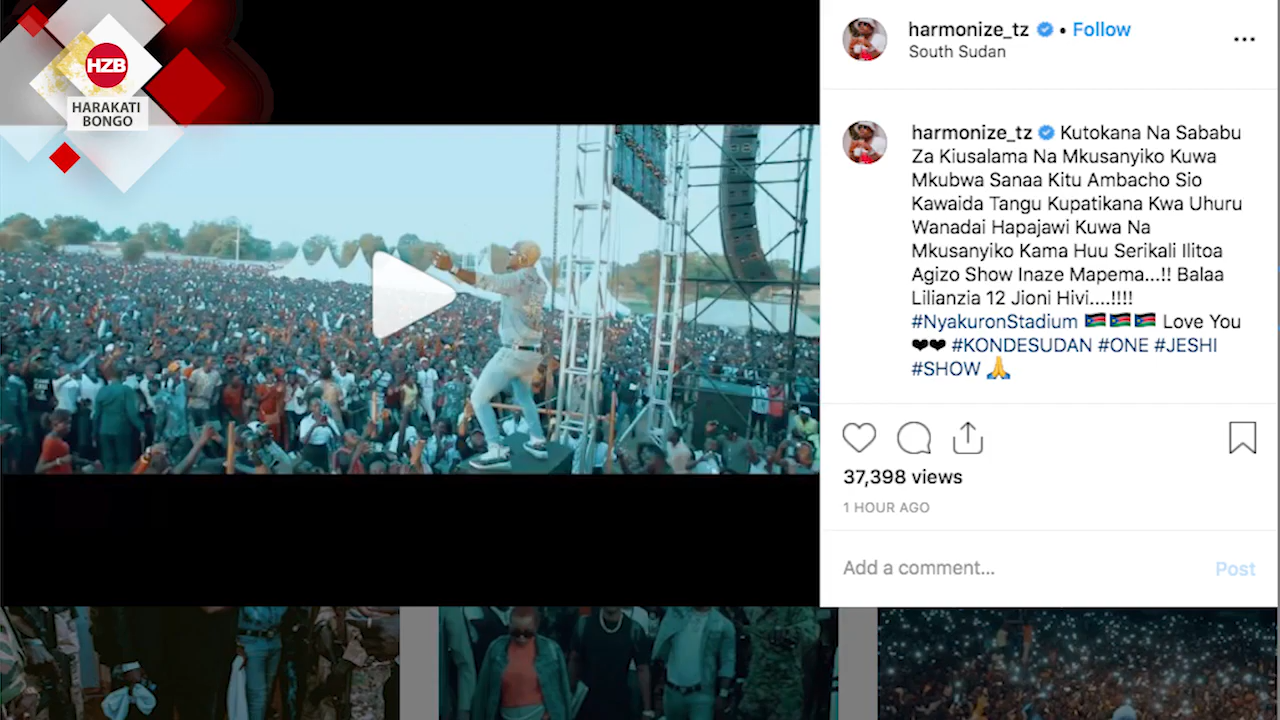 HZB
HARAKATI
BONGO
harmonize_tz • Follow
South Sudan
harmonize_tz Kutokana Na Sababu
Za Kiusalama Na Mkusanyiko Kuwa
Mkubwa Sanaa Kitu Ambacho Sio
Kawaida Tangu Kupatikana Kwa Uhuru
Wanadai Hapajawi Kuwa Na
Mkusanyiko Kama Huu Serikali Ilitoa
Agizo Show Inaze Mapema...!! Balaa
Lilianzia 12 Jioni Hivi....!!!!
#NyakuronStadium 🇸🇸🇸🇸🇸🇸 Love You
❤❤ #KONDESUDAN #ONE #JESHI
#SHOW 🙏
37,398 views
1 HOUR AGO
Add a comment... Post